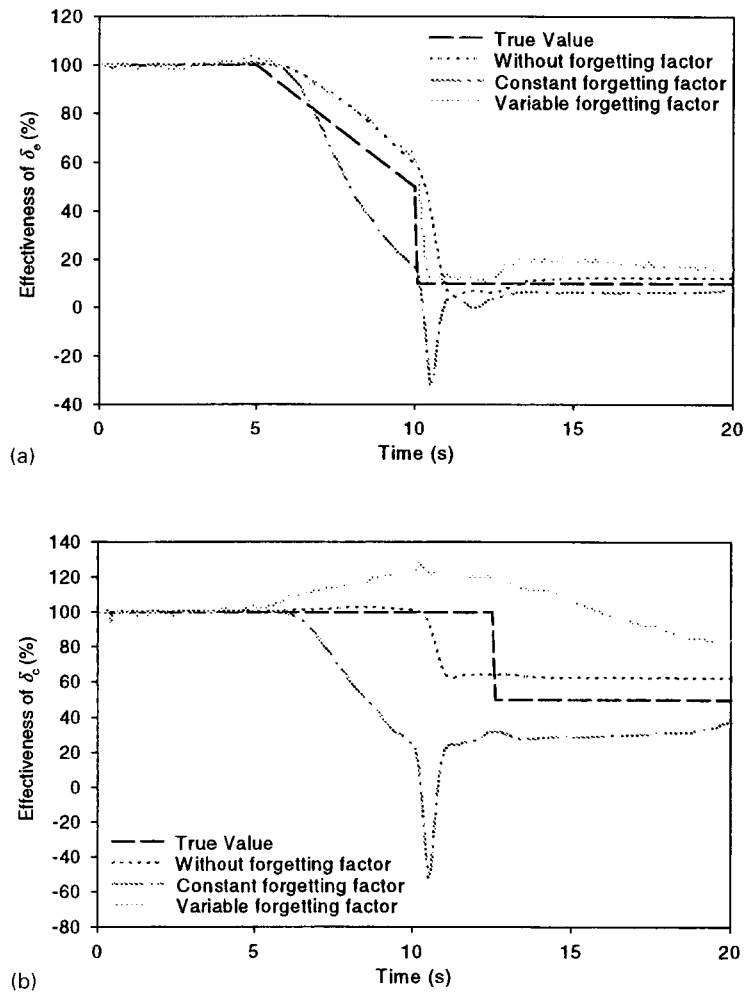 True Value
Without forgetting factor
Constant forgetting factor
Variable forgetting factor
120
100
80
60
40
20
0
-20
-40
Effectiveness of δe (%)
0 5 10 15 20
Time (s)
(a)
140
120
100
80
60
40
20
0
-20
-40
-60
-80
Effectiveness of δc (%)
True Value
Without forgetting factor
Constant forgetting factor
Variable forgetting factor
0 5 10 15 20
Time (s)
(b)